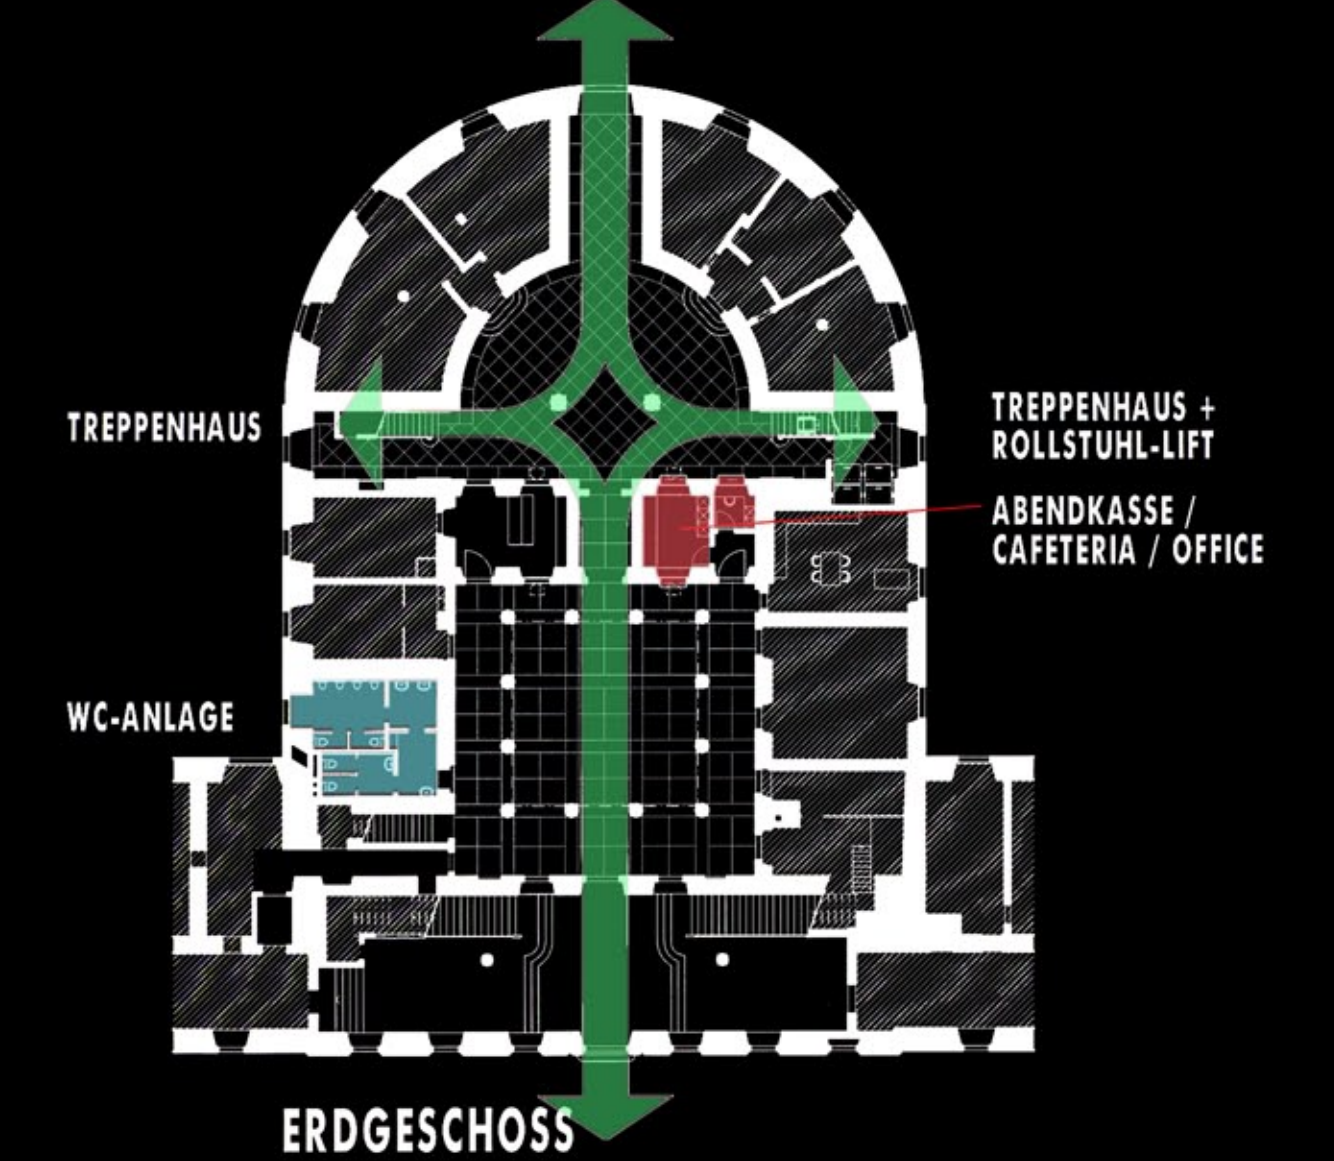 TREPPENHAUS
TREPPENHAUS +
ROLLSTUHL-LIFT
ABENDKASSE /
CAFETERIA / OFFICE
WC-ANLAGE
ERDGESCHOSS